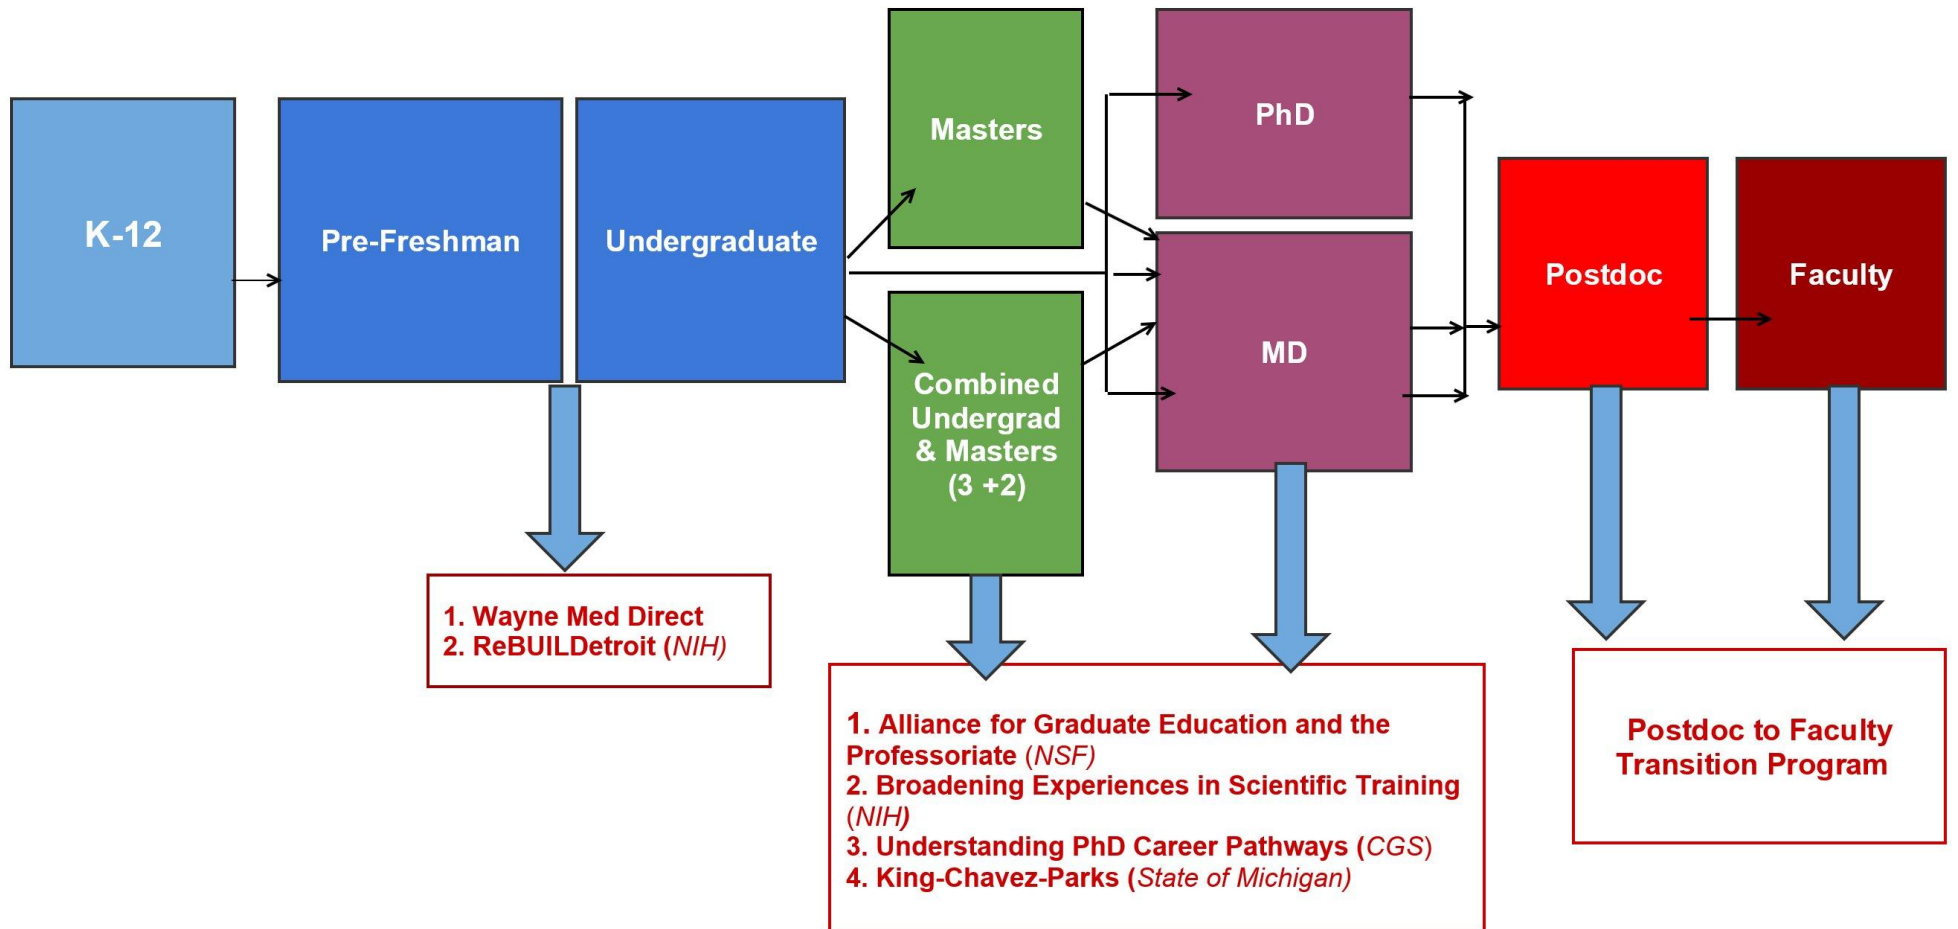 K-12
Pre-Freshman
Undergraduate
Masters
Combined
Undergrad
& Masters
(3 +2)
PhD
MD
Postdoc
Faculty
1. Wayne Med Direct
2. ReBUILDetroit (NIH)
1. Alliance for Graduate Education and the
Professoriate (NSF)
2. Broadening Experiences in Scientific Training
(NIH)
3. Understanding PhD Career Pathways (CGS)
4. King-Chavez-Parks (State of Michigan)
Postdoc to Faculty
Transition Program